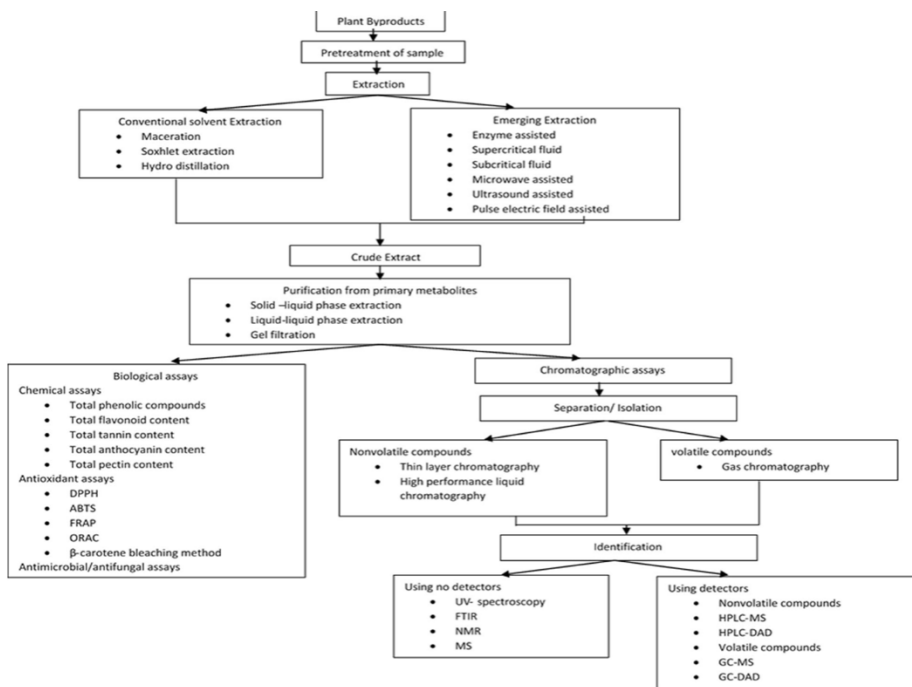 Plant Byproducts
Pretreatment of sample
Extraction
Conventional solvent Extraction
• Maceration
• Soxhlet extraction
• Hydro distillation
Emerging Extraction
• Enzyme assisted
• Supercritical fluid
• Subcritical fluid
• Microwave assisted
• Ultrasound assisted
• Pulse electric field assisted
Crude Extract
Purification from primary metabolites
• Solid –liquid phase extraction
• Liquid-liquid phase extraction
• Gel filtration
Biological assays
Chemical assays
• Total phenolic compounds
• Total flavonoid content
• Total tannin content
• Total anthocyanin content
• Total pectin content
Antioxidant assays
• DPPH
• ABTS
• FRAP
• ORAC
• β-carotene bleaching method
Antimicrobial/antifungal assays
Chromatographic assays
Separation/ Isolation
Nonvolatile compounds
• Thin layer chromatography
• High performance liquid
chromatography
volatile compounds
• Gas chromatography
Identification
Using no detectors
• UV- spectroscopy
• FTIR
• NMR
• MS
Using detectors
• Nonvolatile compounds
• HPLC-MS
• HPLC-DAD
• Volatile compounds
• GC-MS
• GC-DAD